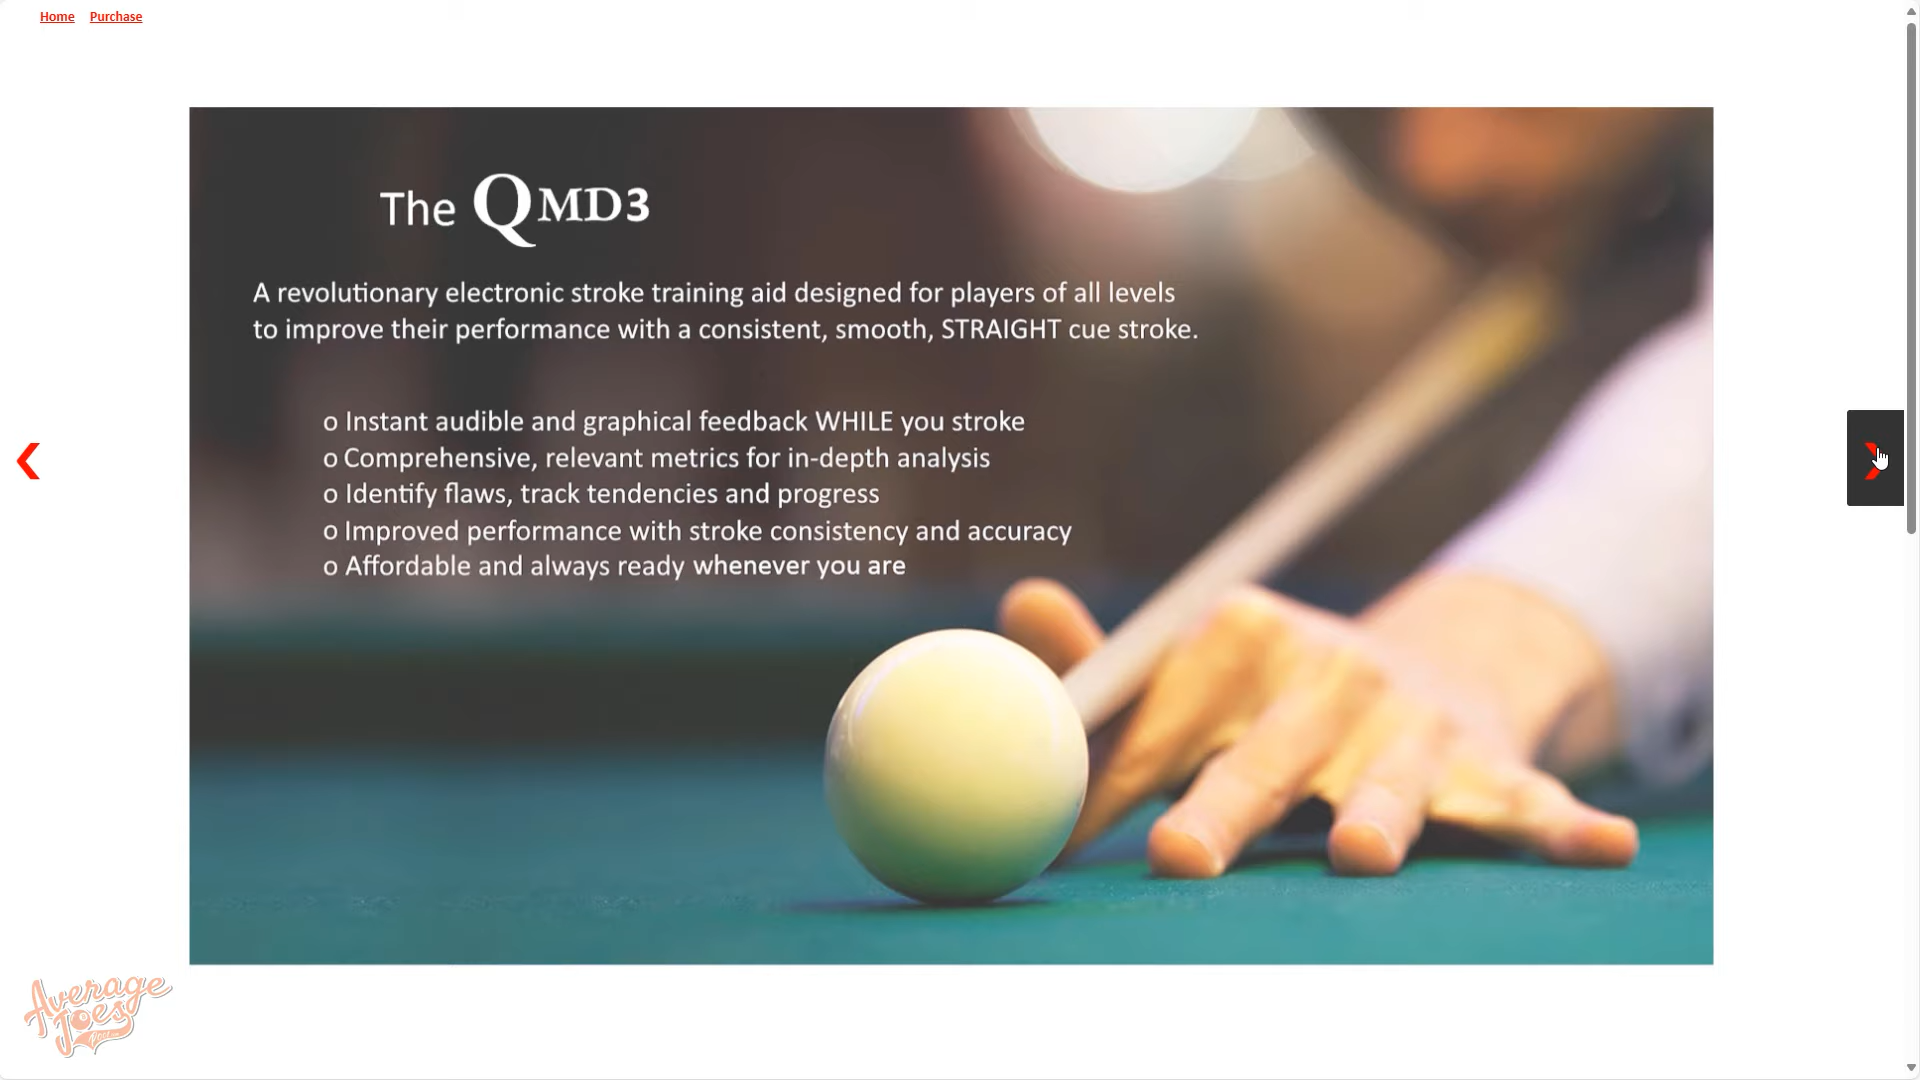 Home Purchase
The QMD3
A revolutionary electronic stroke training aid designed for players of all levels
to improve their performance with a consistent, smooth, STRAIGHT cue stroke.
o Instant audible and graphical feedback WHILE you stroke
o Comprehensive, relevant metrics for in-depth analysis
o Identify flaws, track tendencies and progress
o Improved performance with stroke consistency and accuracy
o Affordable and always ready whenever you are
Average
Joes